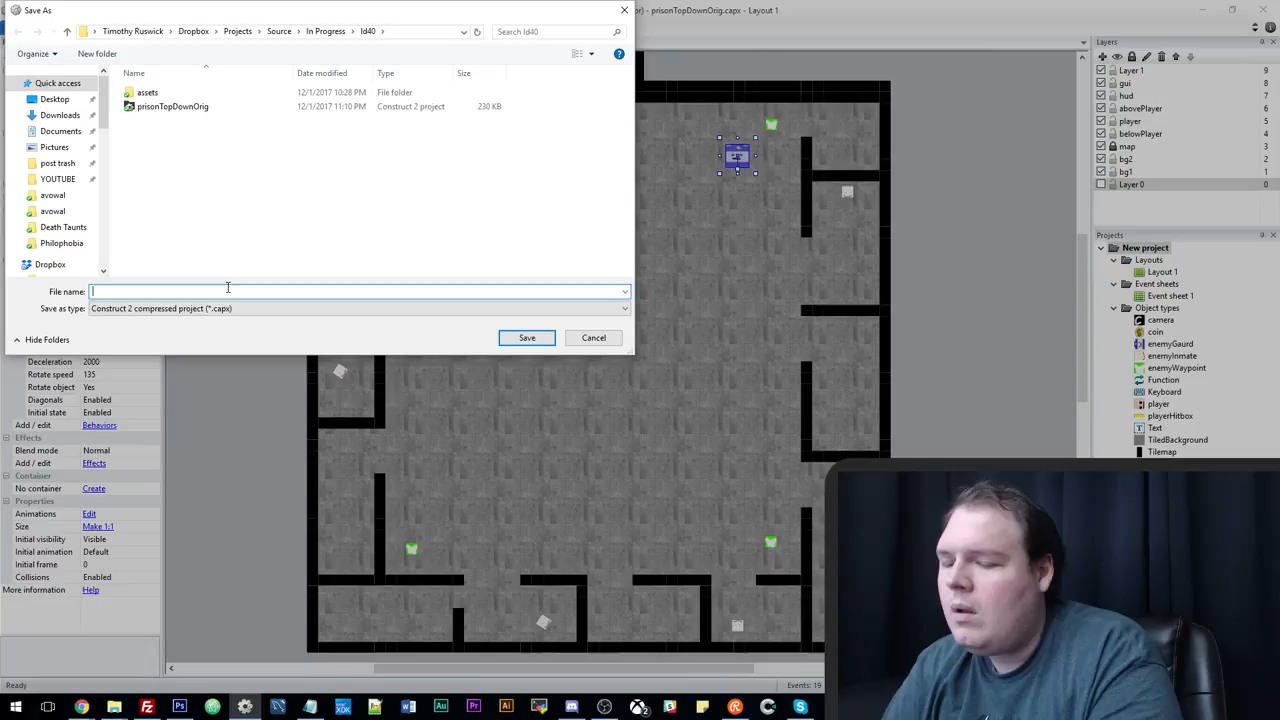 Save As
) - prisonTopDownOrig.capx - Layout 1
Timothy Ruswick > Dropbox > Projects > Source > In Progress > ld40 >
Search ld40
Organize
New folder
Name
Date modified
Type
Size
Quick access
Desktop
Downloads
Documents
Pictures
post trash
YOUTUBE
avowal
avowal
Death Taunts
Philophobia
Dropbox
assets
12/1/2017 10:28 PM
File folder
prisonTopDownOrig
12/1/2017 11:10 PM
Construct 2 project
230 KB
File name:
Save as type:
Construct 2 compressed project (*.capx)
Hide Folders
Save
Cancel
Deceleration 2000
Rotate speed 135
Rotate object Yes
Diagonals Enabled
Initial state Enabled
Add / edit Behaviors
Effects
Blend mode Normal
Add / edit Effects
Container
No container Create
Properties
Animations Edit
Size Make 1:1
Initial visibility Visible
Initial animation Default
Initial frame 0
Collisions Enabled
More information Help
Layers
Layer 1 9
gui 8
hud 7
abovePlayer 6
player 5
belowPlayer 4
map 3
bg2 2
bg1 1
Layer 0 0
Projects
New project
Layouts
Layout 1
Event sheets
Event sheet 1
Object types
camera
coin
enemyGaurd
enemyInmate
enemyWaypoint
Function
Keyboard
player
playerHitbox
Text
TiledBackground
Tilemap
Ready
Events: 19